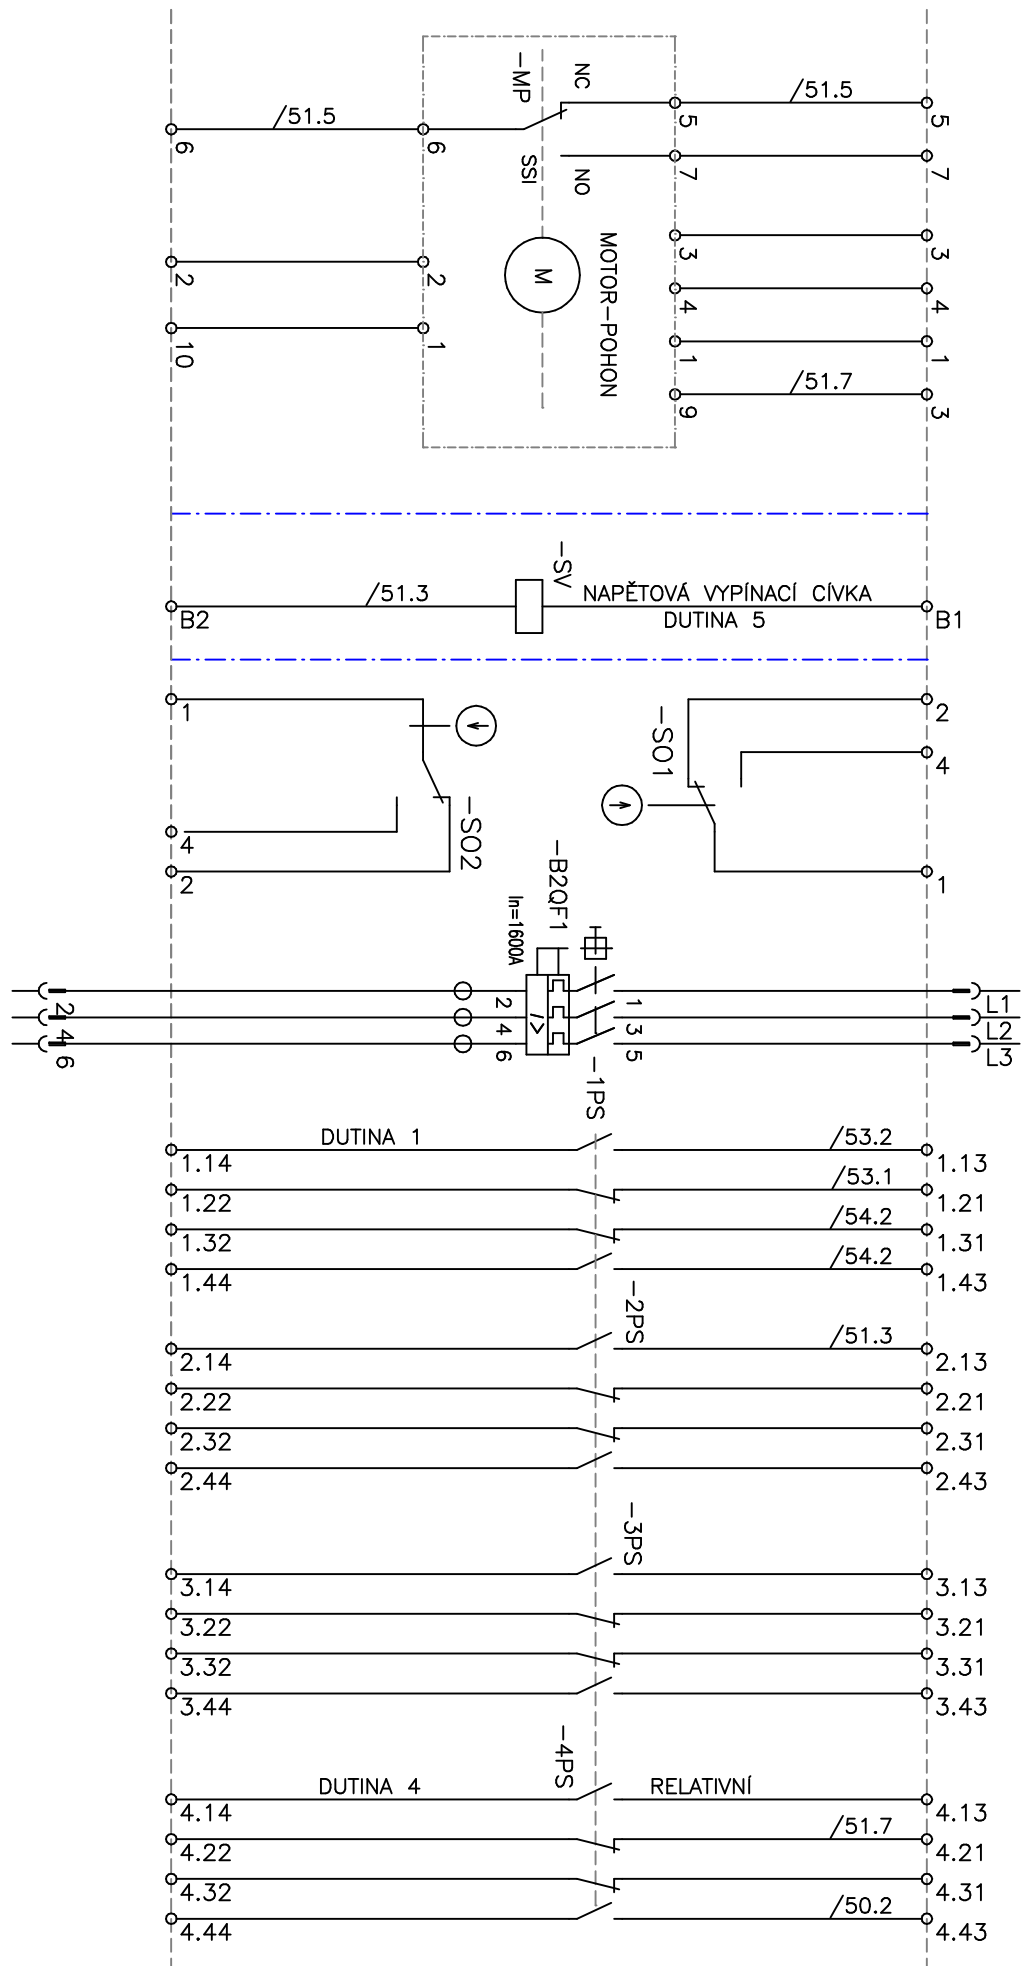 -MP
NC
/51.5
/51.5
5
5
6
6
SSI
NO
7
7
MOTOR-POHON
M
3
3
2
2
4
4
10
1
1
1
/51.7
9
3
-SV
/51.3
NAPĚTOVÁ VYPÍNACÍ CÍVKA
B2
DUTINA 5
B1
1
2
-SO1
4
-SO2
4
2
1
-B2QF1
In=1600A
2
2
1
L1
4
4
I>
3
L2
6
6
5
L3
-1PS
DUTINA 1
/53.2
1.14
1.13
/53.1
1.22
1.21
/54.2
1.32
1.31
/54.2
1.44
1.43
-2PS
/51.3
2.14
2.13
2.22
2.21
2.32
2.31
2.44
2.43
-3PS
3.14
3.13
3.22
3.21
3.32
3.31
3.44
3.43
-4PS
DUTINA 4
RELATIVNÍ
4.14
4.13
/51.7
4.22
4.21
4.32
4.31
/50.2
4.44
4.43